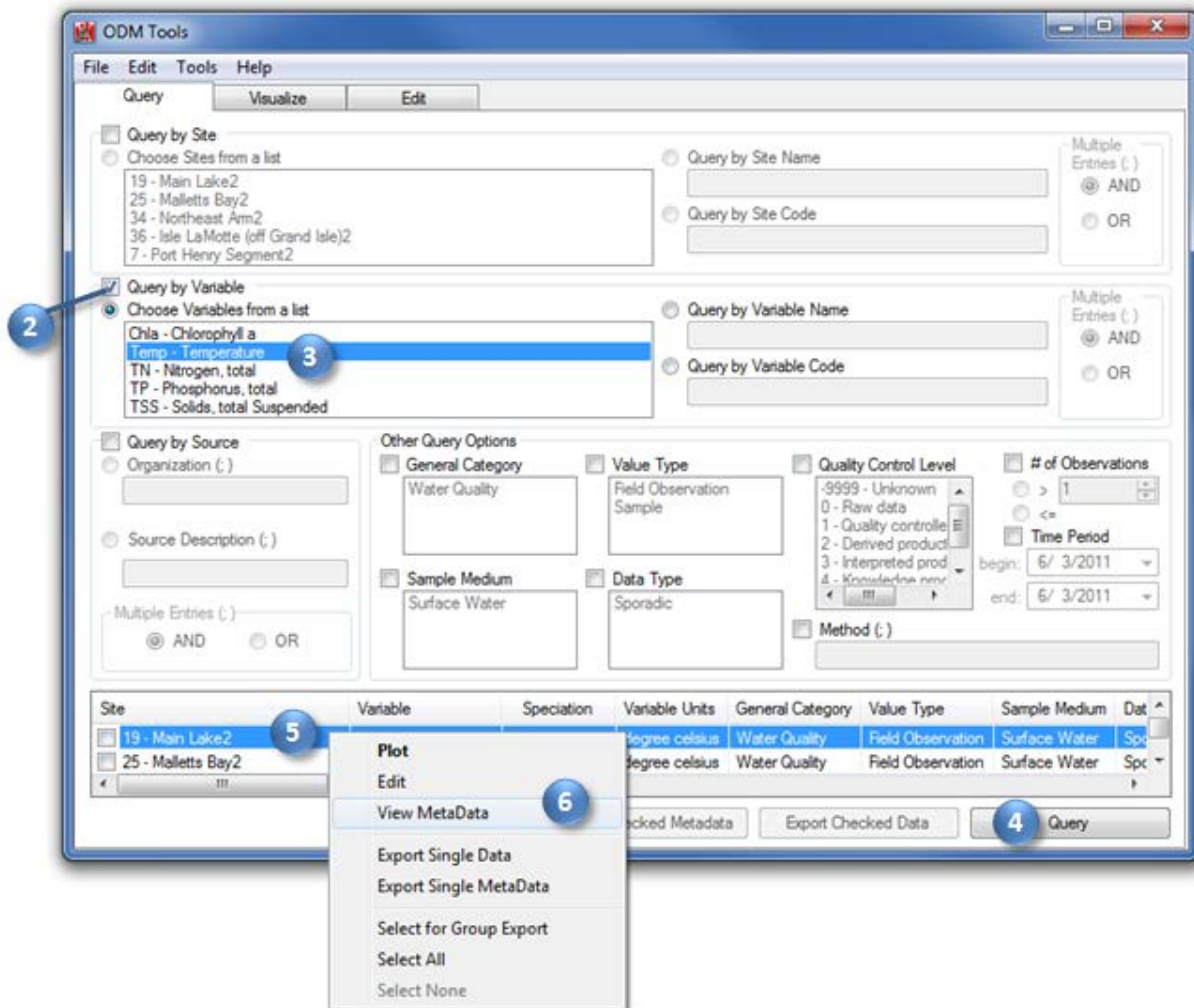 ODM Tools
File Edit Tools Help
Query Visualize Edit
Query by Site
Choose Sites from a list
19 - Main Lake2
25 - Malletts Bay2
34 - Northeast Arm2
36 - Isle LaMotte (off Grand Isle)2
7 - Port Henry Segment2
Query by Site Name
Query by Site Code
Multiple
Entries (; )
AND
OR
2
Query by Variable
Choose Variables from a list
Chla - Chlorophyll a
Temp - Temperature
3
TN - Nitrogen, total
TP - Phosphorus, total
TSS - Solids, total Suspended
Query by Variable Name
Query by Variable Code
Multiple
Entries (; )
AND
OR
Query by Source
Organization (; )
Source Description (; )
Multiple Entries (; )
AND OR
Other Query Options
General Category
Water Quality
Value Type
Field Observation
Sample
Sample Medium
Surface Water
Data Type
Sporadic
Quality Control Level
-9999 - Unknown
0 - Raw data
1 - Quality controlle
2 - Derived product
3 - Interpreted prod
Method (; )
# of Observations
> 1
<=
Time Period
begin: 6/ 3/2011
end: 6/ 3/2011
Site Variable Speciation Variable Units General Category Value Type Sample Medium Dat
19 - Main Lake2 5 degree celsius Water Quality Field Observation Surface Water Spo
25 - Malletts Bay2 degree celsius Water Quality Field Observation Surface Water Spo
Plot
Edit
View MetaData 6
Export Single Data
Export Single MetaData
Select for Group Export
Select All
Select None
cked Metadata Export Checked Data 4 Query